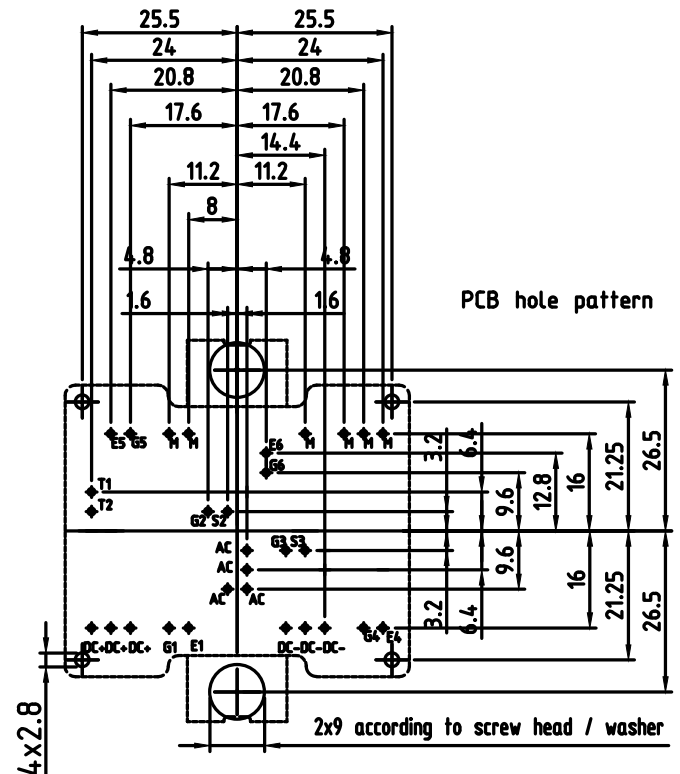 25.5 25.5
24 24
20.8 20.8
17.6 17.6
14.4
11.2 11.2
8
4.8 4.8
1.6 1.6
PCB hole pattern
E5 G5 M M M M M M
E6
G6
T1
T2
G2 S2
3.2
6.4
9.6
12.8
16
21.25
26.5
AC G3 S3
AC
AC AC
3.2
6.4
9.6
16
21.25
26.5
DC+ DC+ DC+ G1 E1 DC- DC- DC- G4 E4
4x2.8
2x9 according to screw head / washer